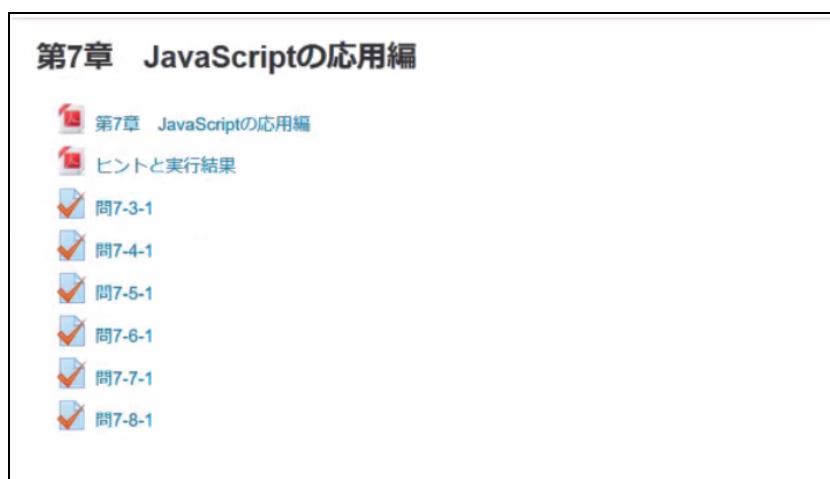 第7章　JavaScriptの応用編
第7章　JavaScriptの応用編
ヒントと実行結果
問7-3-1
問7-4-1
問7-5-1
問7-6-1
問7-7-1
問7-8-1